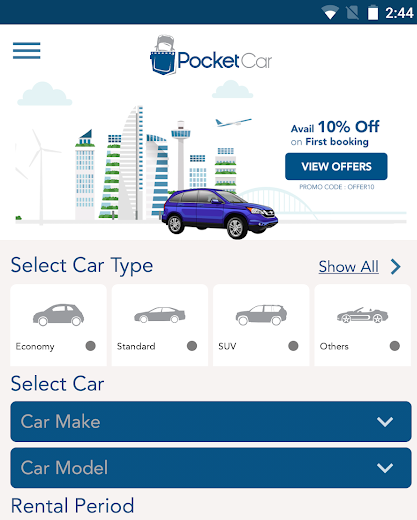 2:44
PocketCar
Avail 10% Off
on First booking
VIEW OFFERS
PROMO CODE : OFFER10
Select Car Type
Show All
Economy
Standard
SUV
Others
Select Car
Car Make
Car Model
Rental Period